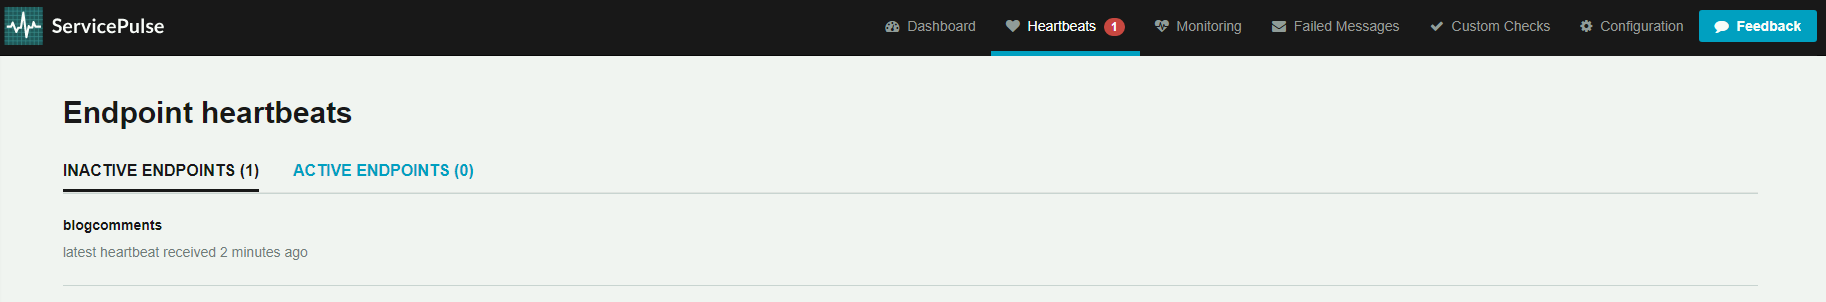 ServicePulse
Dashboard Heartbeats 1 Monitoring Failed Messages Custom Checks Configuration Feedback
Endpoint heartbeats
INACTIVE ENDPOINTS (1) ACTIVE ENDPOINTS (0)
blogcomments
latest heartbeat received 2 minutes ago